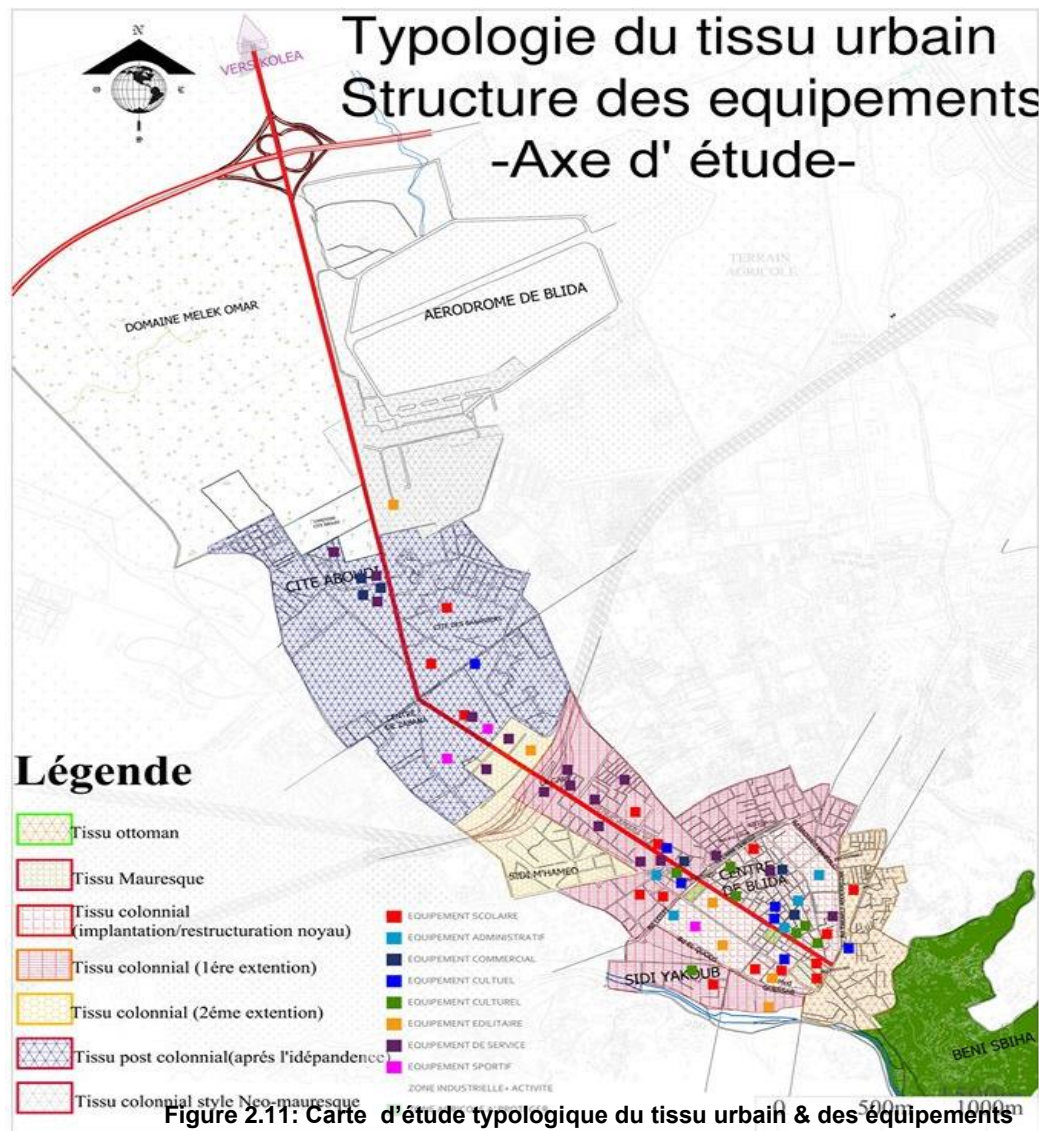 Typologie du tissu urbain
Structure des equipements
-Axe d' étude-
N
VERS KOLEA
TERRAIN
AGRICOLE
DOMAINE MELEK OMAR
AERODROME DE BLIDA
CITE ABOUDI
CITE DES BANANIERS
CENTRE
DE ZABANA
SIDI M'HAMED
CENTRE
DE BLIDA
SIDI YAKOUB
BENI SBIHA
Légende
Tissu ottoman
Tissu Mauresque
Tissu colonnial
(implantation/restructuration noyau)
Tissu colonnial (1ére extention)
Tissu colonnial (2éme extention)
Tissu post colonnial(aprés l'idépandence)
Tissu colonnial style Neo-mauresque
EQUIPEMENT SCOLAIRE
EQUIPEMENT ADMINISTRATIF
EQUIPEMENT COMMERCIAL
EQUIPEMENT CULTUEL
EQUIPEMENT CULTUREL
EQUIPEMENT EDILITAIRE
EQUIPEMENT DE SERVICE
EQUIPEMENT SPORTIF
ZONE INDUSTRIELLE+ ACTIVITE
0 500m 1000m
Figure 2.11: Carte d'étude typologique du tissu urbain & des équipements